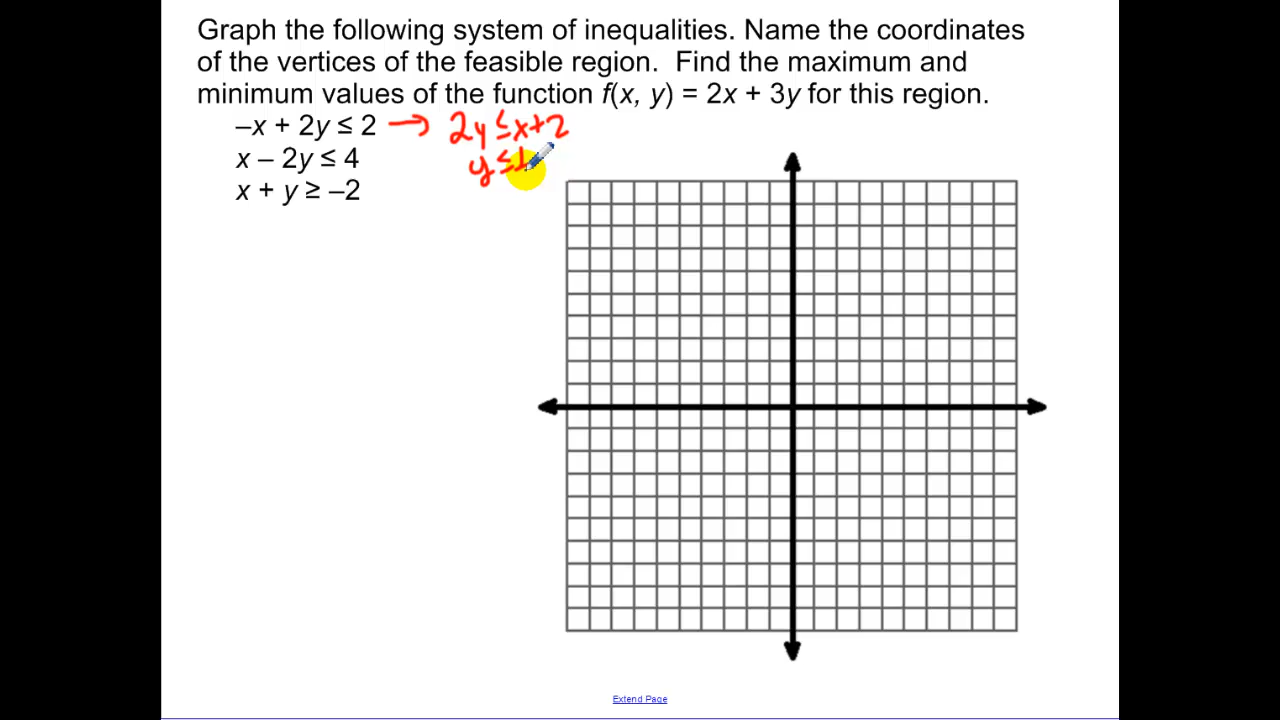 Graph the following system of inequalities. Name the coordinates
of the vertices of the feasible region. Find the maximum and
minimum values of the function f(x, y) = 2x + 3y for this region.
–x + 2y ≤ 2 → 2y ≤ x+2
x – 2y ≤ 4 y ≤
x + y ≥ –2
Extend Page